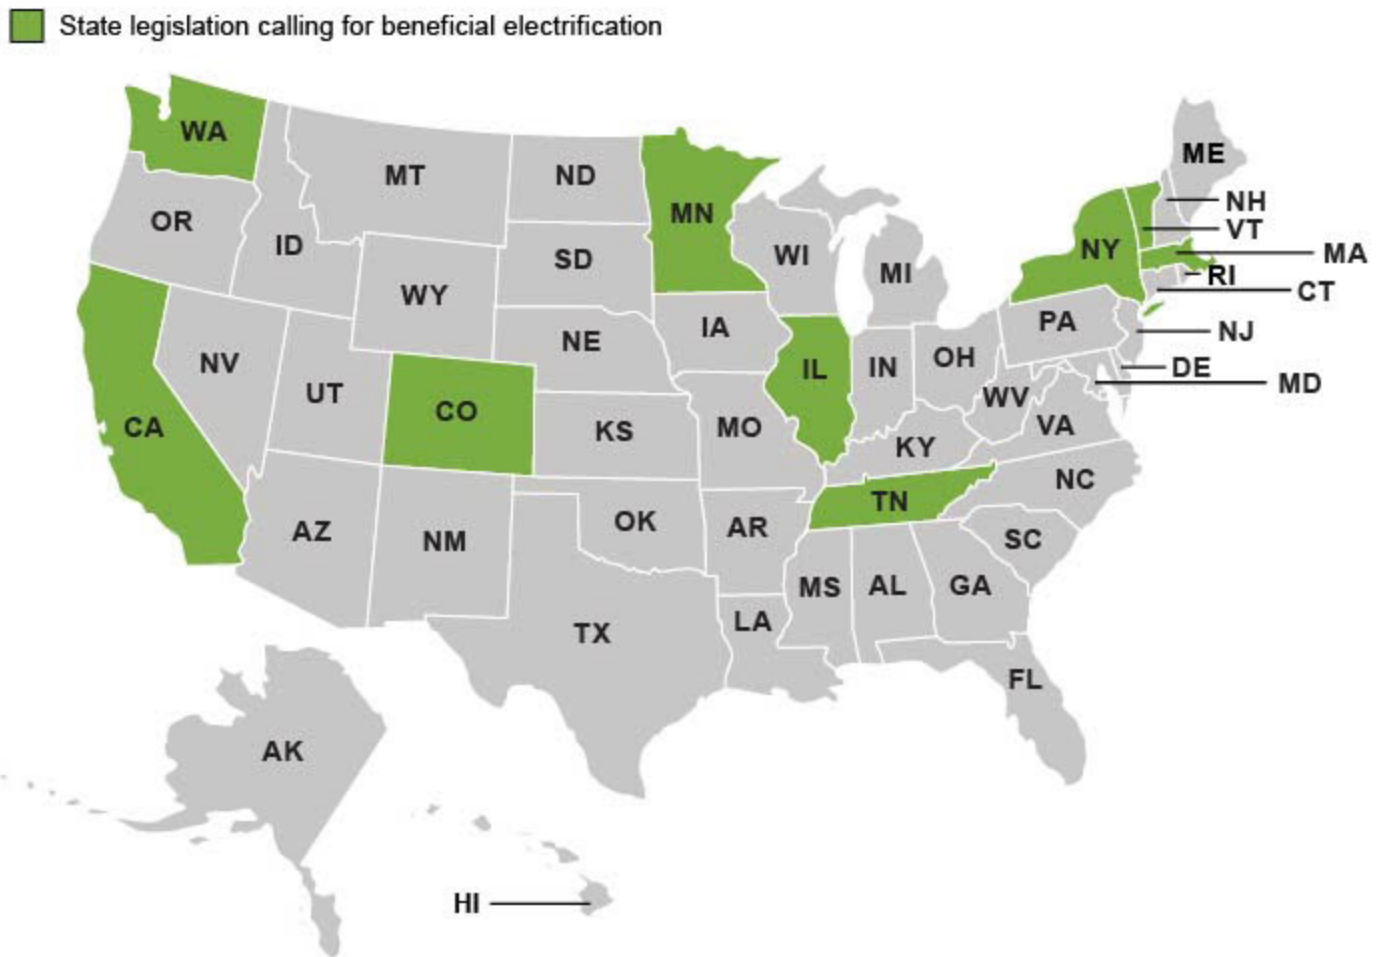 State legislation calling for beneficial electrification
WA
MT
ND
MN
ME
OR
ID
SD
WI
MI
NY
NH
VT
MA
RI
CT
WY
NE
IA
PA
NJ
NV
UT
CO
KS
MO
IL
IN
OH
DE
MD
WV
VA
CA
KY
NC
AZ
NM
OK
AR
TN
SC
TX
LA
MS
AL
GA
FL
AK
HI